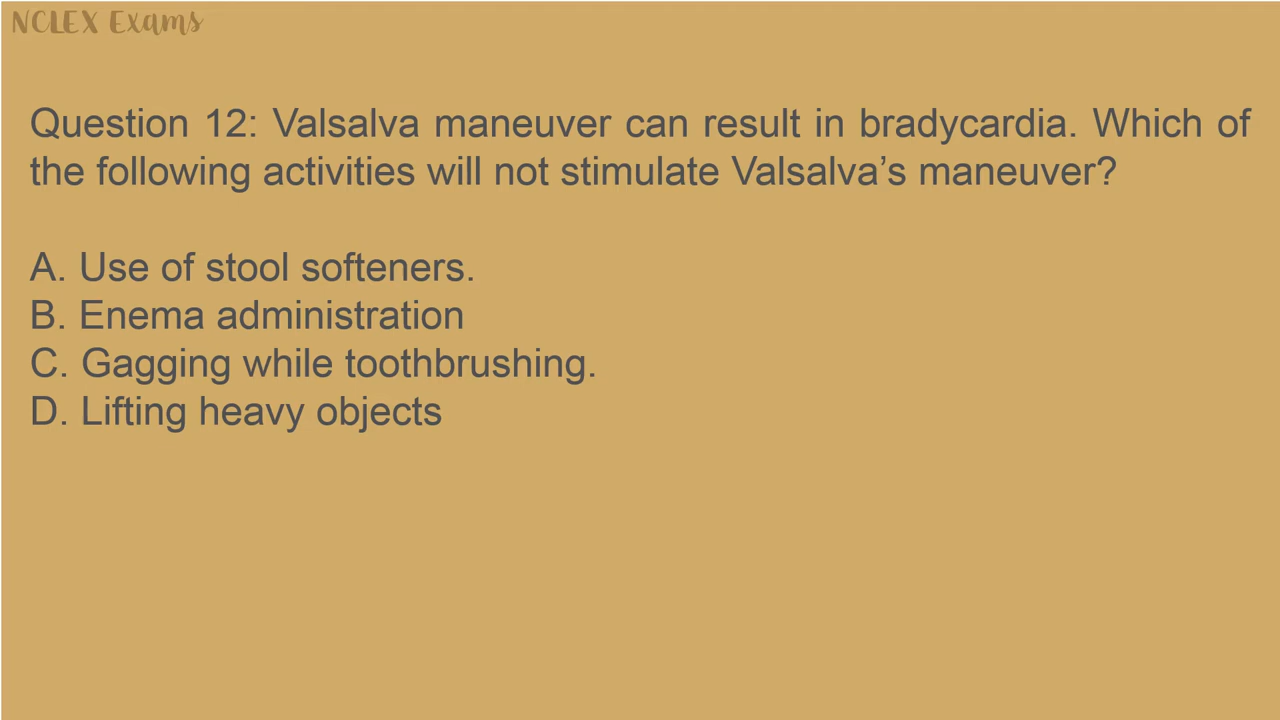 NCLEX Exams
Question 12: Valsalva maneuver can result in bradycardia. Which of
the following activities will not stimulate Valsalva’s maneuver?
A. Use of stool softeners.
B. Enema administration
C. Gagging while toothbrushing.
D. Lifting heavy objects